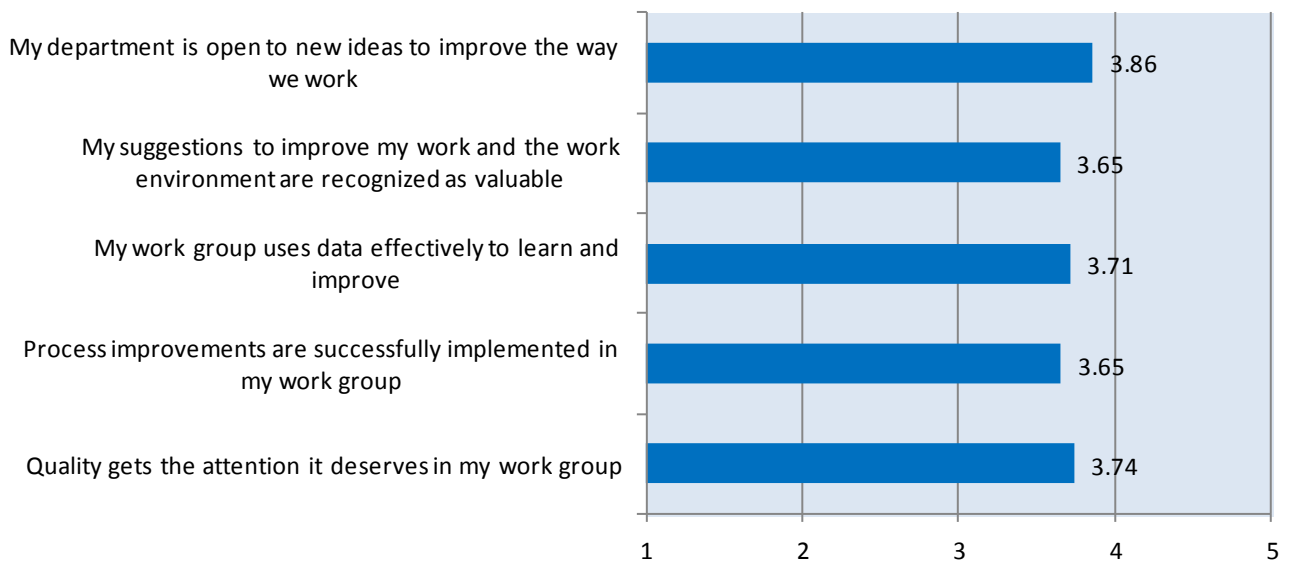 My department is open to new ideas to improve the way
we work
3.86
My suggestions to improve my work and the work
environment are recognized as valuable
3.65
My work group uses data effectively to learn and
improve
3.71
Process improvements are successfully implemented in
my work group
3.65
Quality gets the attention it deserves in my work group
3.74
1 2 3 4 5